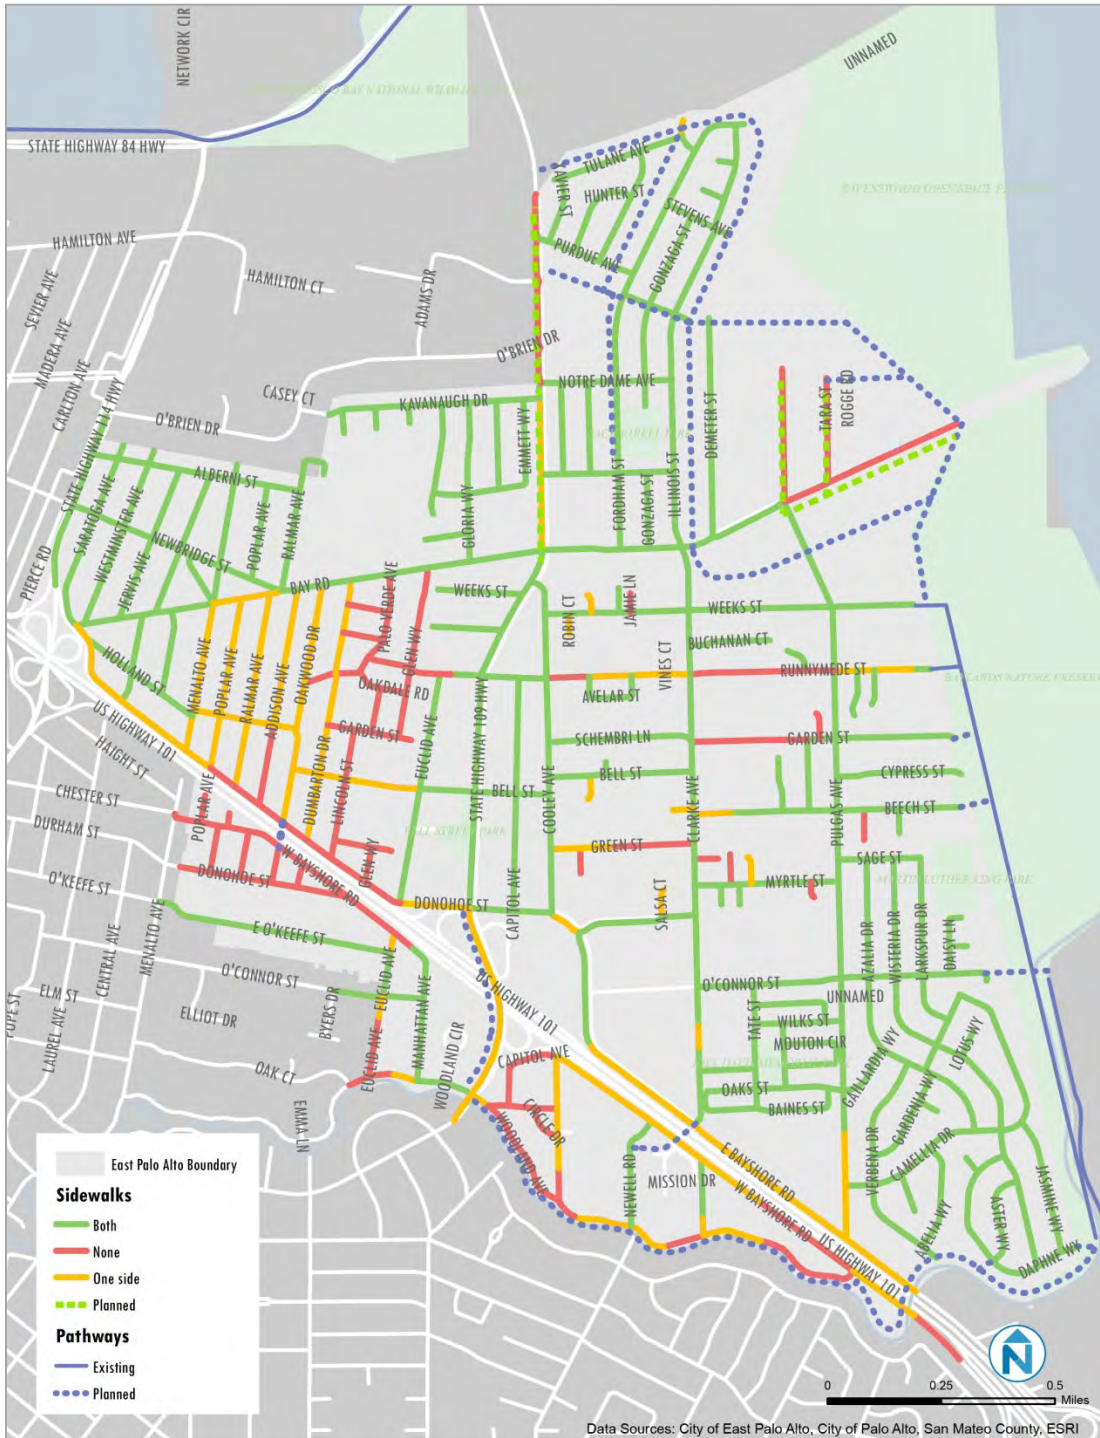 NETWORK CIR
UNNAMED
STATE HIGHWAY 84 HWY
TULANE AVE
XAVIER ST
HUNTER ST
STEVENS AVE
PURDUE AVE
GONZAGA ST
HAMILTON AVE
HAMILTON CT
ADAMS DR
SEVIER AVE
MADERA AVE
CARLTON AVE
O'BRIEN DR
CASEY CT
NOTRE DAME AVE
KAVANAUGH DR
TARA ST
ROGGE RD
DEMETER ST
STATE HIGHWAY 114 HWY
O'BRIEN DR
EMMETT WY
ALBERNI ST
SARATOGA AVE
WESTMINSTER AVE
JERVIS AVE
POPLAR AVE
RALMAR AVE
GLORIA WY
FORDHAM ST
GONZAGA ST
ILLINOIS ST
NEWBRIDGE ST
PIERCE RD
BAY RD
PALO VERDE AVE
WEEKS ST
GLEN WY
ROBIN CT
JAMIE LN
WEEKS ST
BUCHANAN CT
VINES CT
RUNNYMEDE ST
HOLLAND ST
MENALTO AVE
POPLAR AVE
RALMAR AVE
ADDISON AVE
OAKWOOD DR
OAKDALE RD
AVELAR ST
US HIGHWAY 101
GARDEN ST
EUCLID AVE
STATE HIGHWAY 109 HWY
SCHEMBRI LN
GARDEN ST
HAIGHT ST
DUMBARTON DR
LINCOLN ST
BELL ST
BELL ST
COOLEY AVE
CLARKE AVE
PULGAS AVE
CYPRESS ST
BEECH ST
CHESTER ST
POPLAR AVE
DURHAM ST
W BAYSHORE RD
GLEN WY
GREEN ST
SAGE ST
DONOHOE ST
O'KEEFE ST
MYRTLE ST
MARTIN LUTHER KING PARK
DONOHOE ST
CAPITOL AVE
SALSA CT
MENALTO AVE
CENTRAL AVE
E O'KEEFE ST
AZALIA DR
WISTERIA DR
LARKSPUR DR
DAISY LN
O'CONNOR ST
EUCLID AVE
US HIGHWAY 101
O'CONNOR ST
UNNAMED
POPE ST
ELM ST
LAUREL AVE
ELLIOT DR
BYERS DR
MANHATTAN AVE
WOODLAND CIR
TATE ST
WILKS ST
MOUTON CIR
LOTUS WY
OAK CT
EUCLID AVE
CAPITOL AVE
OAKS ST
BAINES ST
GAILLARDIA WY
GARDENIA WY
EMMA LN
WOODLAND AVE
CIRCLE DR
NEWELL RD
MISSION DR
E BAYSHORE RD
W BAYSHORE RD
US HIGHWAY 101
VERBENA DR
CAMELLIA DR
JASMINE WY
ABELIA WY
ASTER WY
DAPHNE WY
East Palo Alto Boundary
Sidewalks
Both
None
One side
Planned
Pathways
Existing
Planned
N
0 0.25 0.5
Miles
Data Sources: City of East Palo Alto, City of Palo Alto, San Mateo County, ESRI